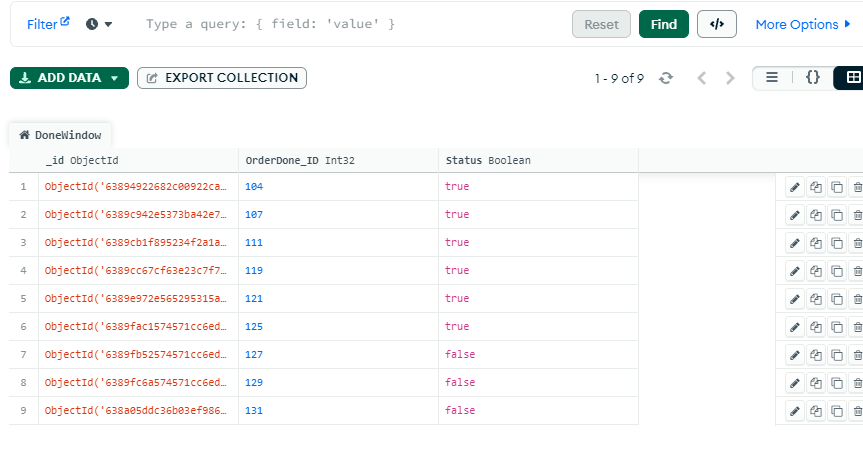 Filter Type a query: { field: 'value' } Reset Find </> More Options
ADD DATA EXPORT COLLECTION 1 - 9 of 9 {}
DoneWindow
_id ObjectId OrderDone_ID Int32 Status Boolean
1 ObjectId('63894922682c00922ca… 104 true
2 ObjectId('6389c942e5373ba42e7… 107 true
3 ObjectId('6389cb1f895234f2a1a… 111 true
4 ObjectId('6389cc67cf63e23c7f7… 119 true
5 ObjectId('6389e972e565295315a… 121 true
6 ObjectId('6389fac1574571cc6ed… 125 true
7 ObjectId('6389fb52574571cc6ed… 127 false
8 ObjectId('6389fc6a574571cc6ed… 129 false
9 ObjectId('638a05ddc36b03ef986… 131 false